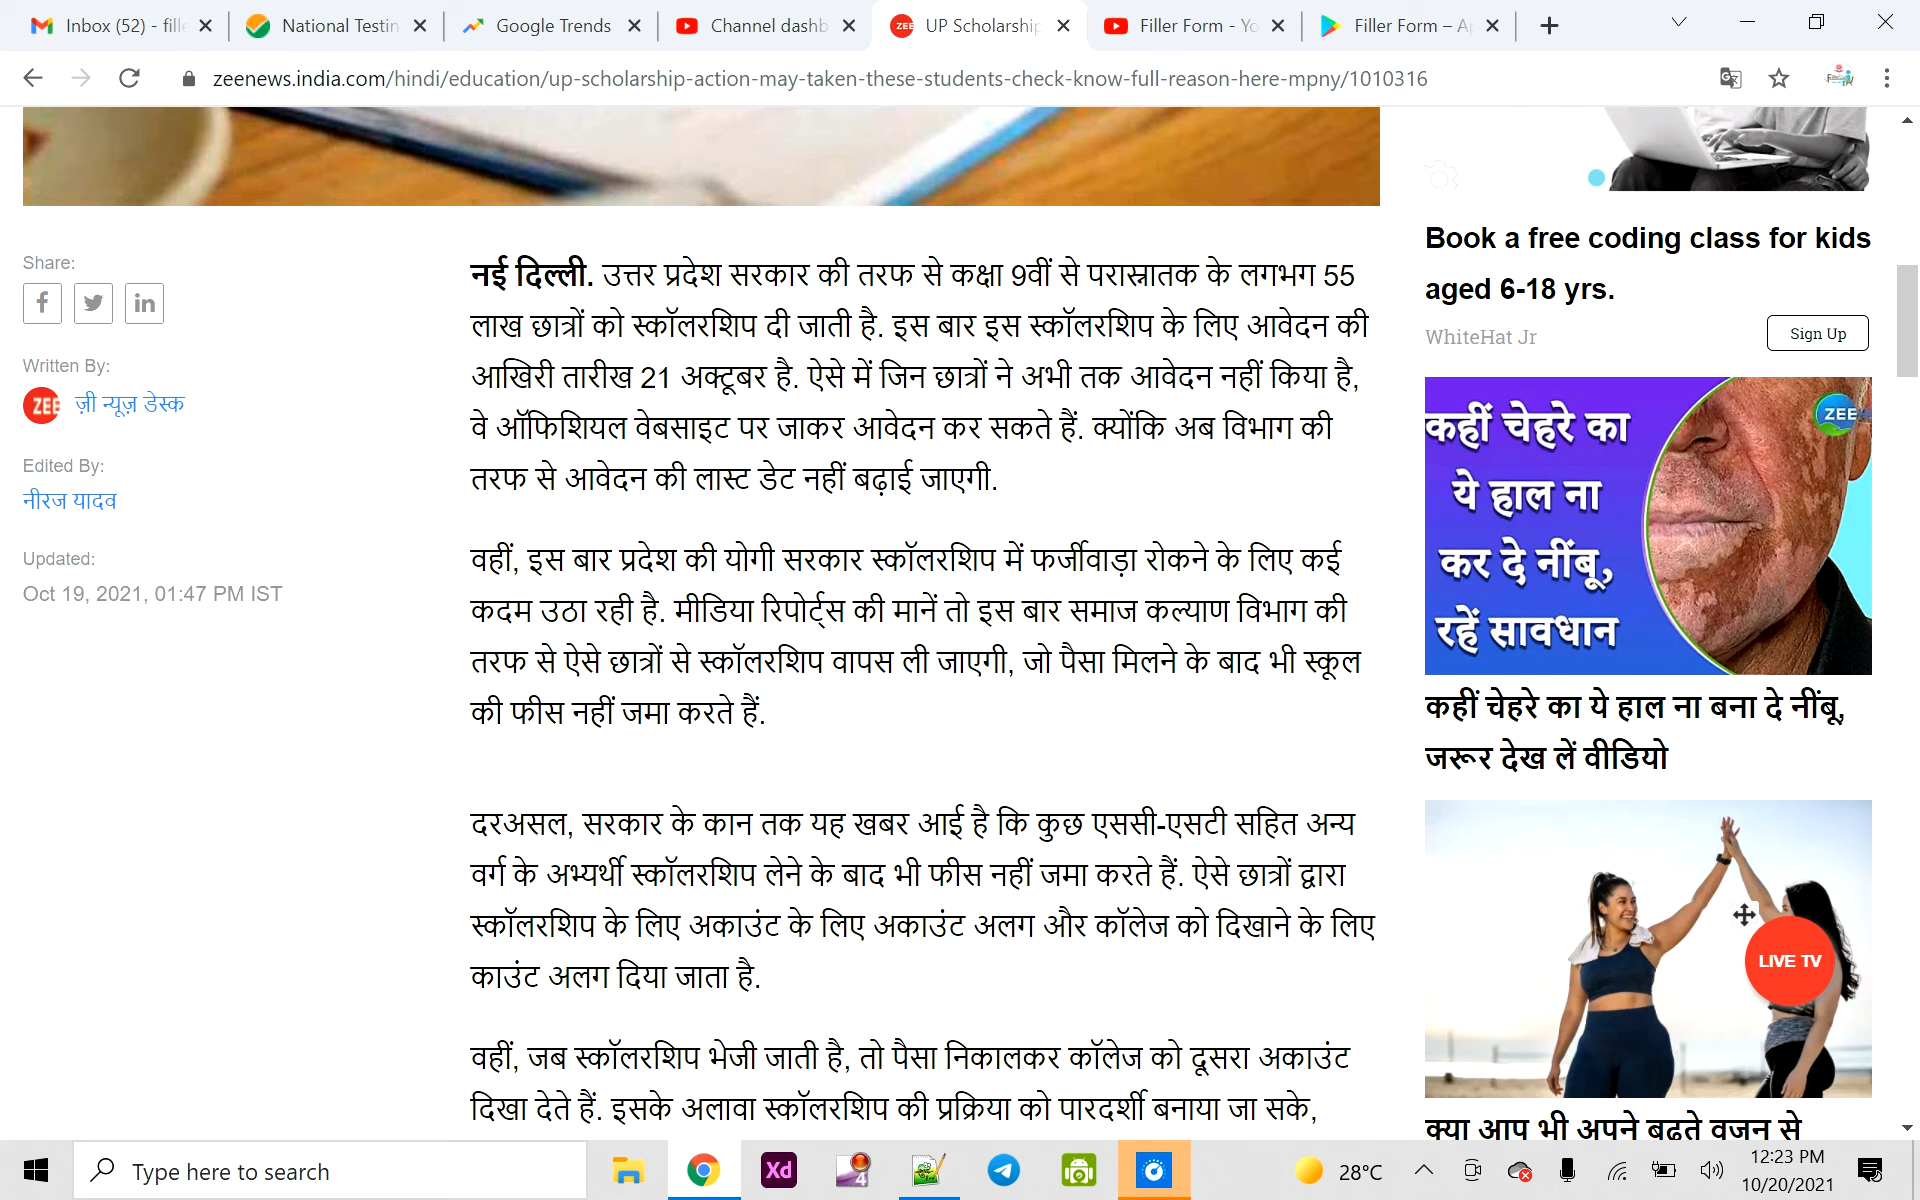 Inbox (52) - fill
National Testin
Google Trends
Channel dashb
UP Scholarship
Filler Form - Yo
Filler Form – A
zeenews.india.com/hindi/education/up-scholarship-action-may-taken-these-students-check-know-full-reason-here-mpny/1010316
Share:
Written By:
ज़ी न्यूज़ डेस्क
Edited By:
नीरज यादव
Updated:
Oct 19, 2021, 01:47 PM IST
नई दिल्ली. उत्तर प्रदेश सरकार की तरफ से कक्षा 9वीं से परास्नातक के लगभग 55
लाख छात्रों को स्कॉलरशिप दी जाती है. इस बार इस स्कॉलरशिप के लिए आवेदन की
आखिरी तारीख 21 अक्टूबर है. ऐसे में जिन छात्रों ने अभी तक आवेदन नहीं किया है,
वे ऑफिशियल वेबसाइट पर जाकर आवेदन कर सकते हैं. क्योंकि अब विभाग की
तरफ से आवेदन की लास्ट डेट नहीं बढ़ाई जाएगी.
वहीं, इस बार प्रदेश की योगी सरकार स्कॉलरशिप में फर्जीवाड़ा रोकने के लिए कई
कदम उठा रही है. मीडिया रिपोर्ट्स की मानें तो इस बार समाज कल्याण विभाग की
तरफ से ऐसे छात्रों से स्कॉलरशिप वापस ली जाएगी, जो पैसा मिलने के बाद भी स्कूल
की फीस नहीं जमा करते हैं.
दरअसल, सरकार के कान तक यह खबर आई है कि कुछ एससी-एसटी सहित अन्य
वर्ग के अभ्यर्थी स्कॉलरशिप लेने के बाद भी फीस नहीं जमा करते हैं. ऐसे छात्रों द्वारा
स्कॉलरशिप के लिए अकाउंट के लिए अकाउंट अलग और कॉलेज को दिखाने के लिए
काउंट अलग दिया जाता है.
वहीं, जब स्कॉलरशिप भेजी जाती है, तो पैसा निकालकर कॉलेज को दूसरा अकाउंट
दिखा देते हैं. इसके अलावा स्कॉलरशिप की प्रक्रिया को पारदर्शी बनाया जा सके,
Book a free coding class for kids
aged 6-18 yrs.
WhiteHat Jr
Sign Up
कहीं चेहरे का
ये हाल ना
कर दे नींबू,
रहें सावधान
ZEE
कहीं चेहरे का ये हाल ना बना दे नींबू,
जरूर देख लें वीडियो
LIVE TV
क्या आप भी अपने बढ़ते वजन से
Type here to search
28°C
12:23 PM
10/20/2021